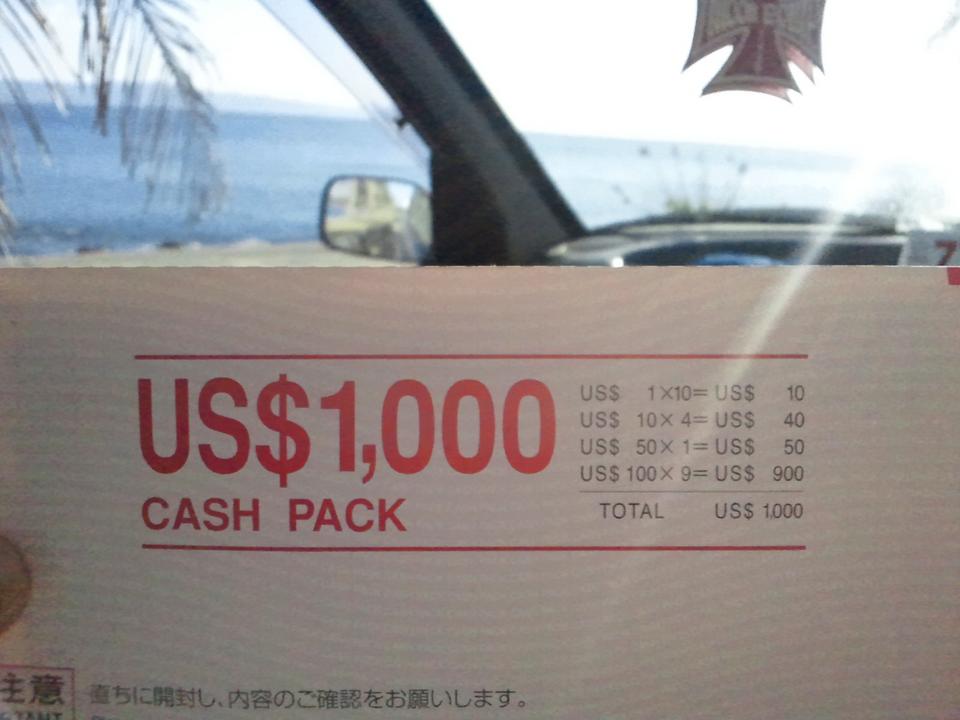 US$1,000
CASH PACK
US$ 1×10= US$ 10
US$ 10× 4= US$ 40
US$ 50× 1= US$ 50
US$ 100× 9= US$ 900
TOTAL US$ 1,000
7
主意 直ちに開封し、内容のご確認をお願いします。